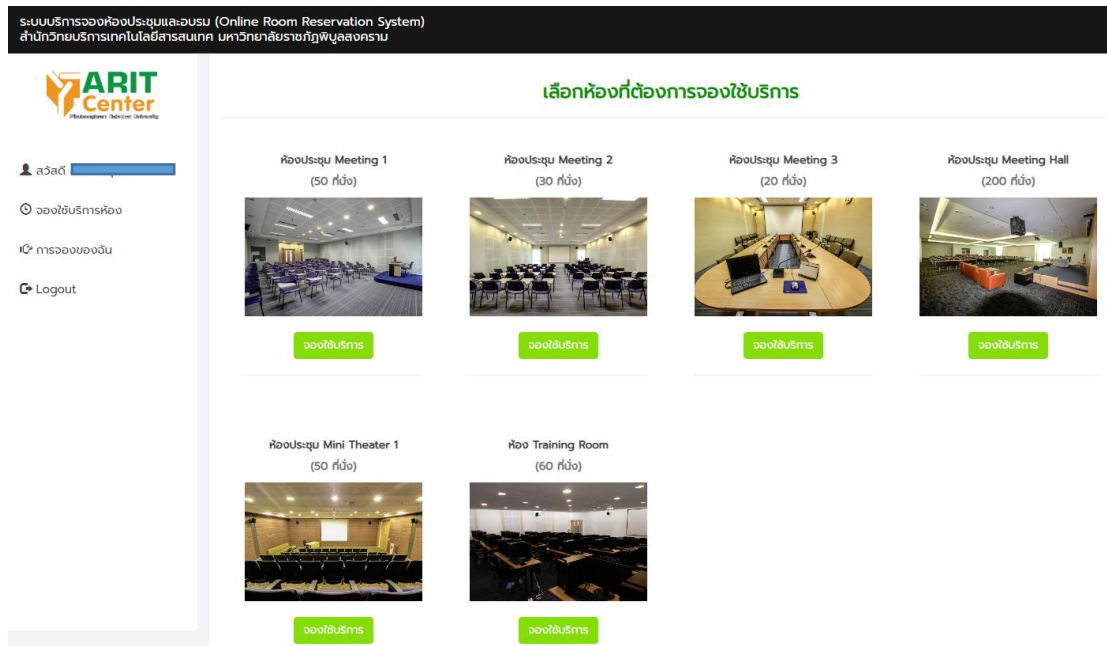 ระบบบริการจองห้องประชุมและอบรม (Online Room Reservation System)
สำนักวิทยบริการเทคโนโลยีสารสนเทศ มหาวิทยาลัยราชภัฏพิบูลสงคราม
ARIT
Center
Pibulsongkram Rajabhat University
สวัสดี
จองใช้บริการห้อง
การจองของฉัน
Logout
เลือกห้องที่ต้องการจองใช้บริการ
ห้องประชุม Meeting 1
(50 ที่นั่ง)
จองใช้บริการ
ห้องประชุม Meeting 2
(30 ที่นั่ง)
จองใช้บริการ
ห้องประชุม Meeting 3
(20 ที่นั่ง)
จองใช้บริการ
ห้องประชุม Meeting Hall
(200 ที่นั่ง)
จองใช้บริการ
ห้องประชุม Mini Theater 1
(50 ที่นั่ง)
จองใช้บริการ
ห้อง Training Room
(60 ที่นั่ง)
จองใช้บริการ